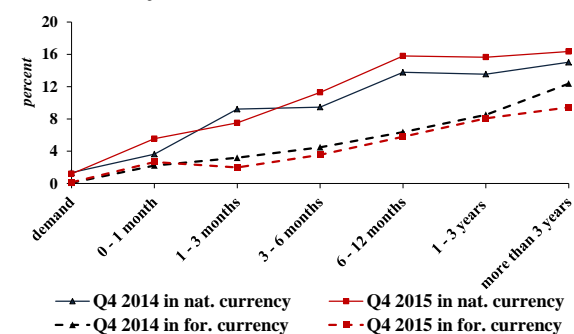 20
16
12
8
4
0
percent
demand
0 - 1 month
1 - 3 months
3 - 6 months
6 - 12 months
1 - 3 years
more than 3 years
Q4 2014 in nat. currency
Q4 2015 in nat. currency
Q4 2014 in for. currency
Q4 2015 in for. currency